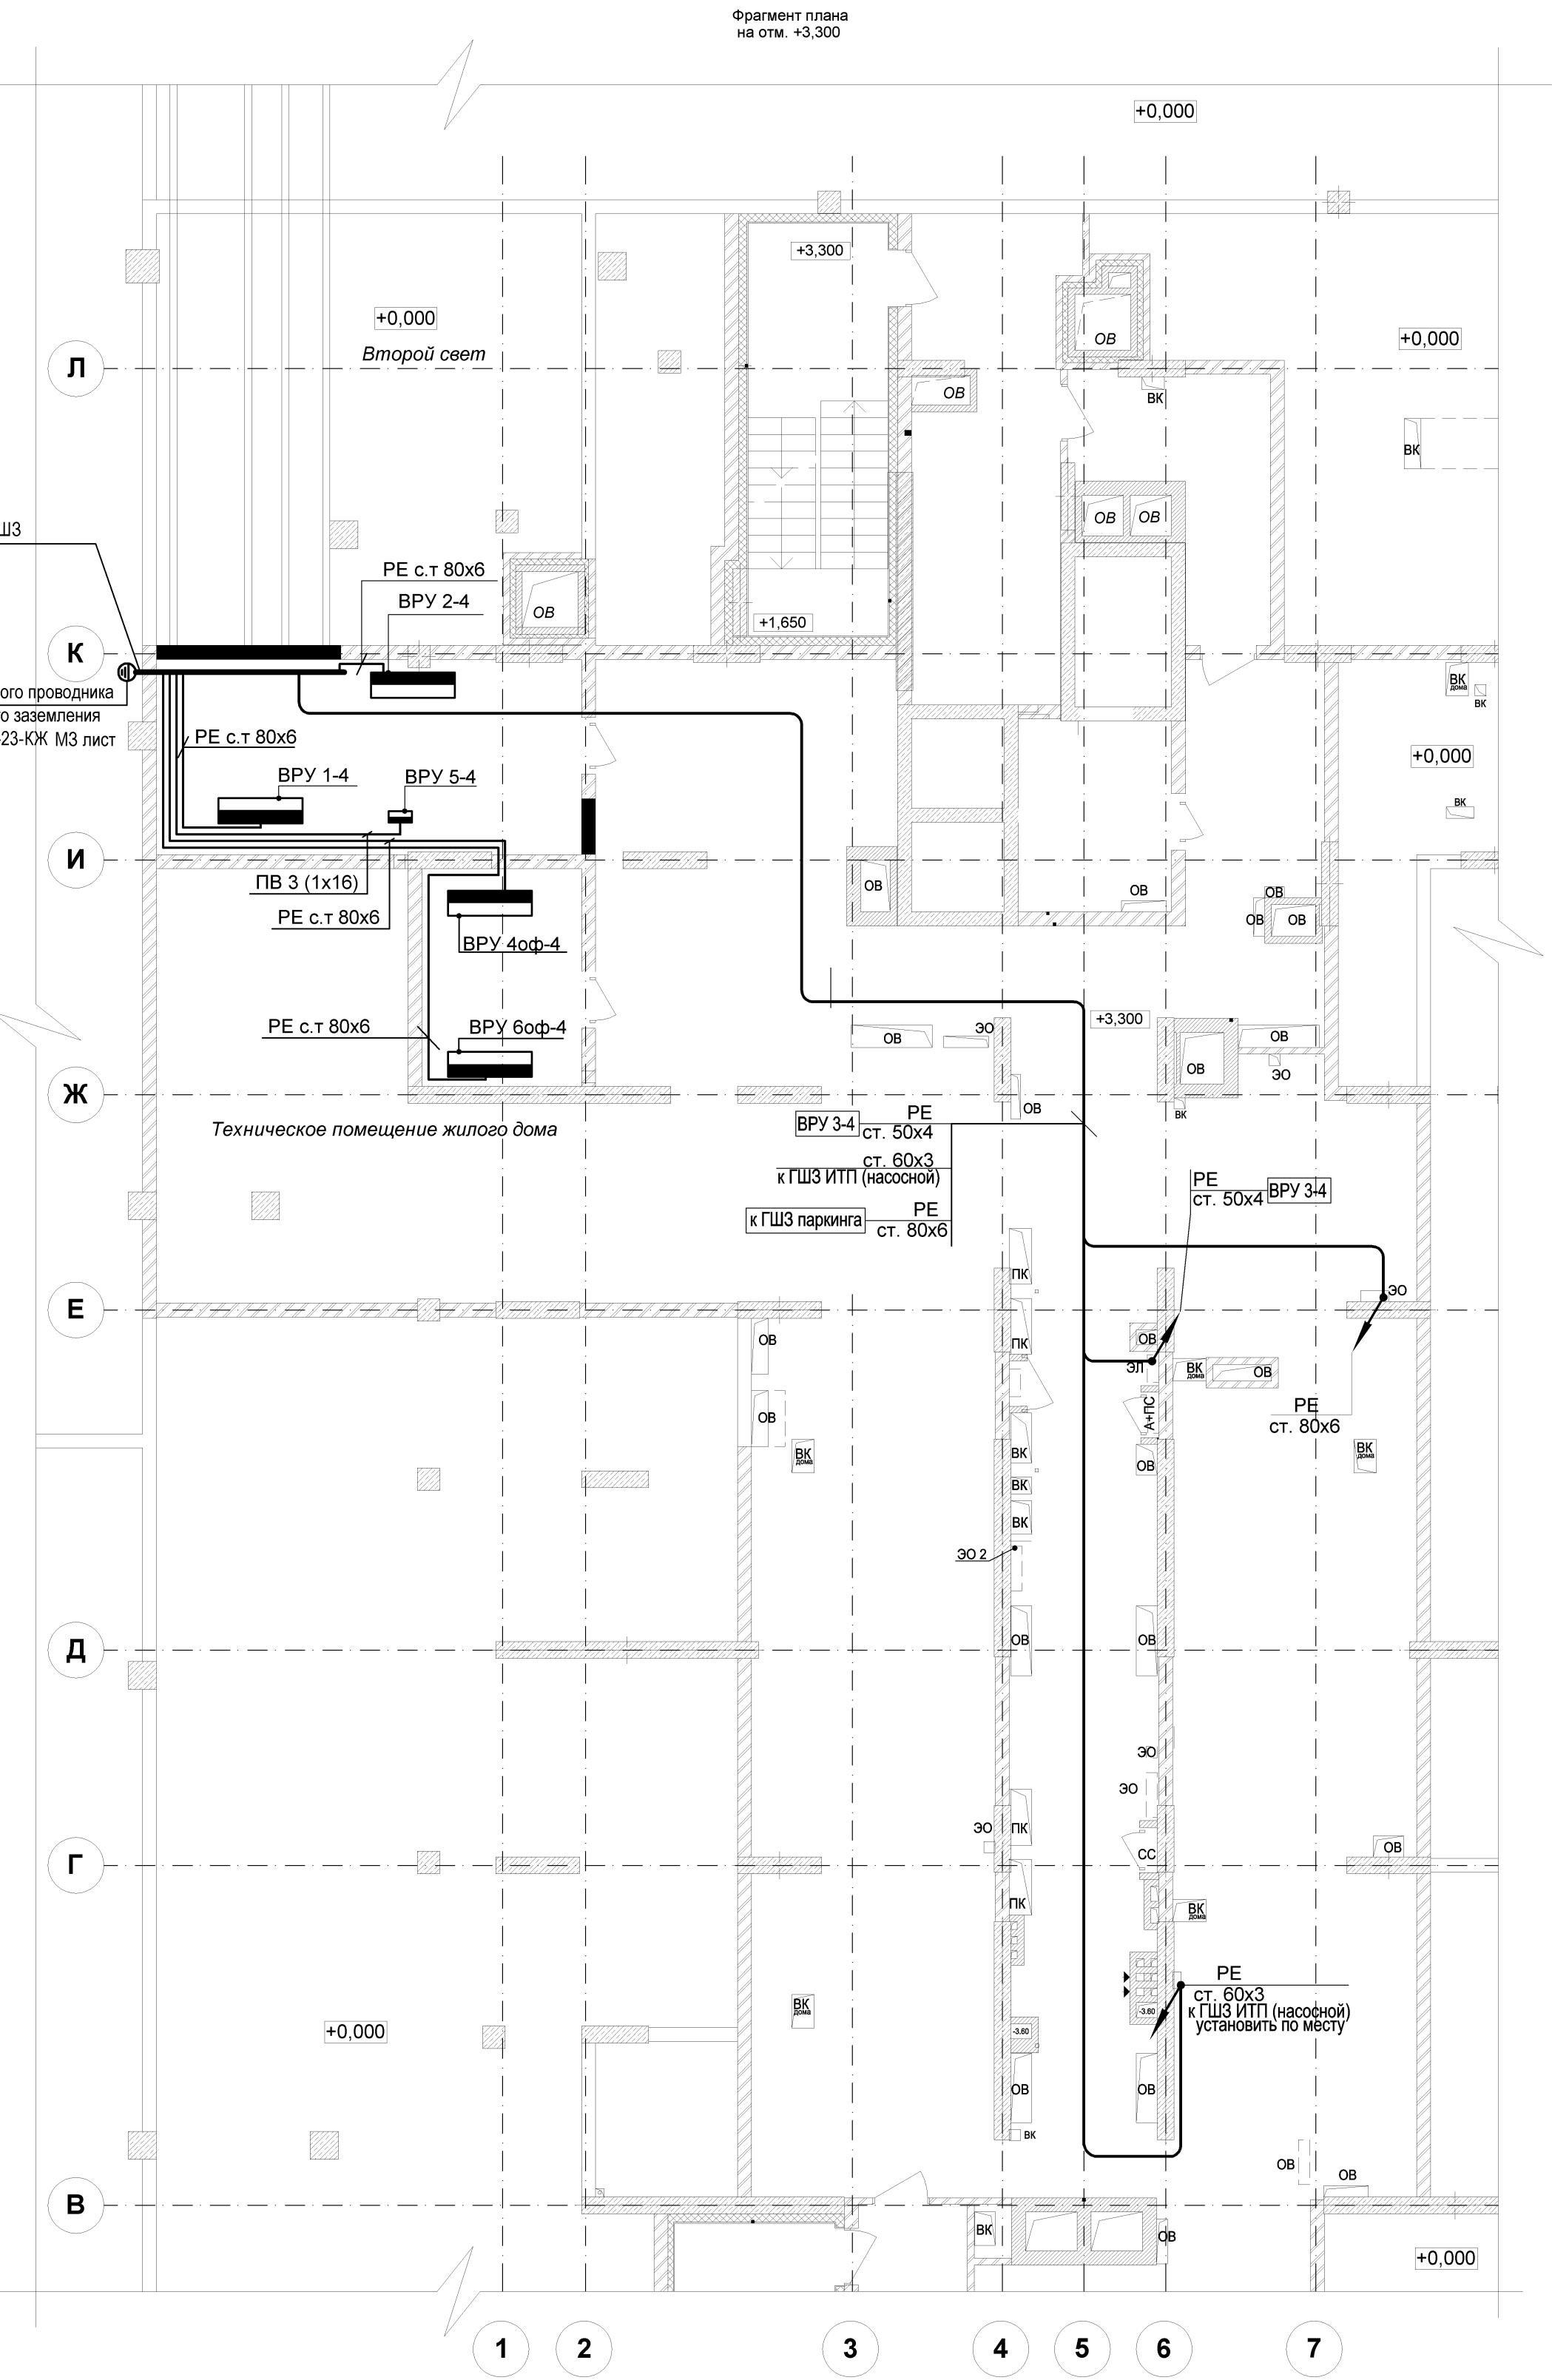 Фрагмент плана
на отм. +3,300
+0,000
+3,300
+0,000
Второй свет
+0,000
ОВ
Л
ОВ
ВК
ВК
ОВ
ОВ
ШЗ
РЕ с.т 80х6
ВРУ 2-4
ОВ
+1,650
К
ого проводника
о заземления
-23-КЖ МЗ лист
ВК
дома
ВК
РЕ с.т 80х6
+0,000
ВРУ 1-4
ВРУ 5-4
ВК
И
ПВ 3 (1х16)
РЕ с.т 80х6
ОВ
ОВ
ОВ
ОВ
ОВ
ВРУ 4оф-4
РЕ с.т 80х6
ВРУ 6оф-4
+3,300
ОВ
ЭО
ОВ
ОВ
ЭО
Ж
ОВ
ВК
Техническое помещение жилого дома
ВРУ 3-4
РЕ
ст. 50х4
ст. 60х3
к ГШЗ ИТП (насосной)
к ГШЗ паркинга
РЕ
ст. 80х6
РЕ
ст. 50х4
ВРУ 3-4
ПК
ЭО
Е
ОВ
ПК
ОВ
ЭЛ
ВК
дома
ОВ
ОВ
А+ПС
РЕ
ст. 80х6
ВК
дома
ВК
ОВ
ВК
дома
ВК
ВК
ЭО 2
Д
ОВ
ОВ
ЭО
ЭО
ЭО
ПК
Г
СС
ОВ
ПК
ВК
дома
РЕ
ст. 60х3
к ГШЗ ИТП (насосной)
установить по месту
ВК
дома
-3.60
-3.60
+0,000
ОВ
ОВ
ВК
ОВ
ОВ
В
ВК
ОВ
+0,000
1
2
3
4
5
6
7